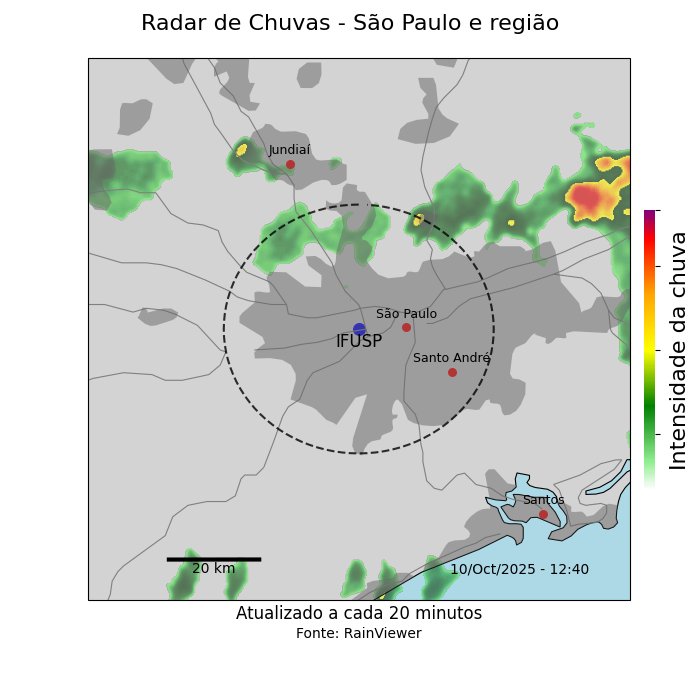 Radar de Chuvas - São Paulo e região
Jundiaí
São Paulo
IFUSP
Santo André
Santos
20 km
10/Oct/2025 - 12:40
Intensidade da chuva
Atualizado a cada 20 minutos
Fonte: RainViewer